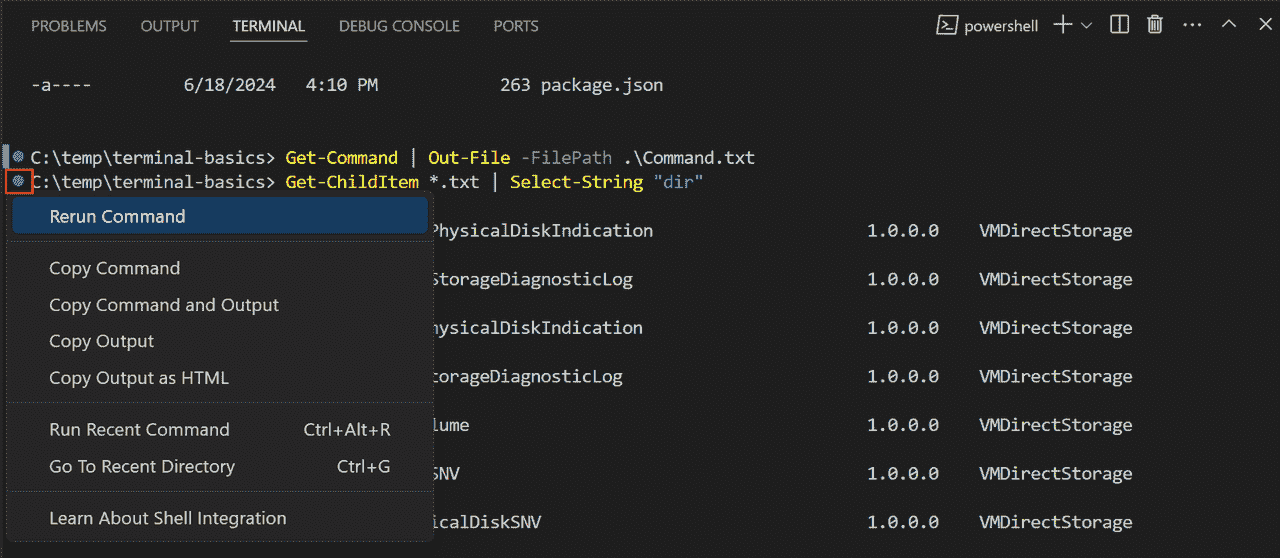 PROBLEMS OUTPUT TERMINAL DEBUG CONSOLE PORTS powershell
-a---- 6/18/2024 4:10 PM 263 package.json
C:\temp\terminal-basics> Get-Command | Out-File -FilePath .\Command.txt
C:\temp\terminal-basics> Get-ChildItem *.txt | Select-String "dir"
Rerun Command
PhysicalDiskIndication 1.0.0.0 VMDirectStorage
Copy Command
StorageDiagnosticLog 1.0.0.0 VMDirectStorage
Copy Command and Output
hysicalDiskIndication 1.0.0.0 VMDirectStorage
Copy Output
Copy Output as HTML
torageDiagnosticLog 1.0.0.0 VMDirectStorage
Run Recent Command Ctrl+Alt+R
lume 1.0.0.0 VMDirectStorage
Go To Recent Directory Ctrl+G
SNV 1.0.0.0 VMDirectStorage
Learn About Shell Integration
icalDiskSNV 1.0.0.0 VMDirectStorage